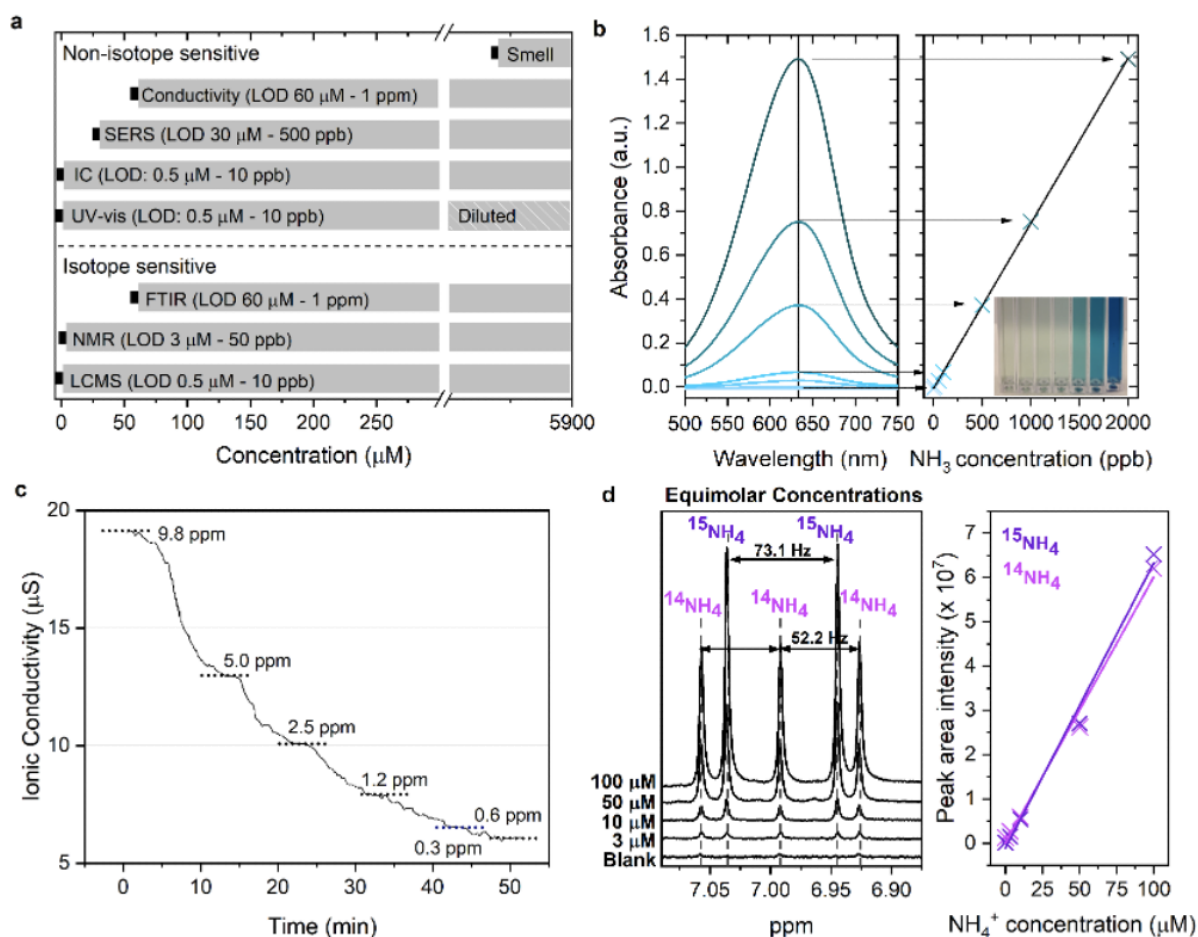 a
Non-isotope sensitive
Smell
Conductivity (LOD 60 μM - 1 ppm)
SERS (LOD 30 μM - 500 ppb)
IC (LOD: 0.5 μM - 10 ppb)
UV-vis (LOD: 0.5 μM - 10 ppb)
Diluted
Isotope sensitive
FTIR (LOD 60 μM - 1 ppm)
NMR (LOD 3 μM - 50 ppb)
LCMS (LOD 0.5 μM - 10 ppb)
0 50 100 150 200 250 5900
Concentration (μM)
b
Absorbance (a.u.)
1.6
1.4
1.2
1.0
0.8
0.6
0.4
0.2
0.0
500 550 600 650 700 750
Wavelength (nm)
0 500 1000 1500 2000
NH₃ concentration (ppb)
c
Ionic Conductivity (μS)
20
15
10
5
9.8 ppm
5.0 ppm
2.5 ppm
1.2 ppm
0.6 ppm
0.3 ppm
0 10 20 30 40 50
Time (min)
d
Equimolar Concentrations
¹⁵NH₄ ¹⁵NH₄
73.1 Hz
¹⁴NH₄ ¹⁴NH₄ ¹⁴NH₄
52.2 Hz
100 μM
50 μM
10 μM
3 μM
Blank
7.05 7.00 6.95 6.90
ppm
Peak area intensity (x 10⁷)
¹⁵NH₄
¹⁴NH₄
7
6
5
4
3
2
1
0
0 50 100
NH₄⁺ concentration (μM)